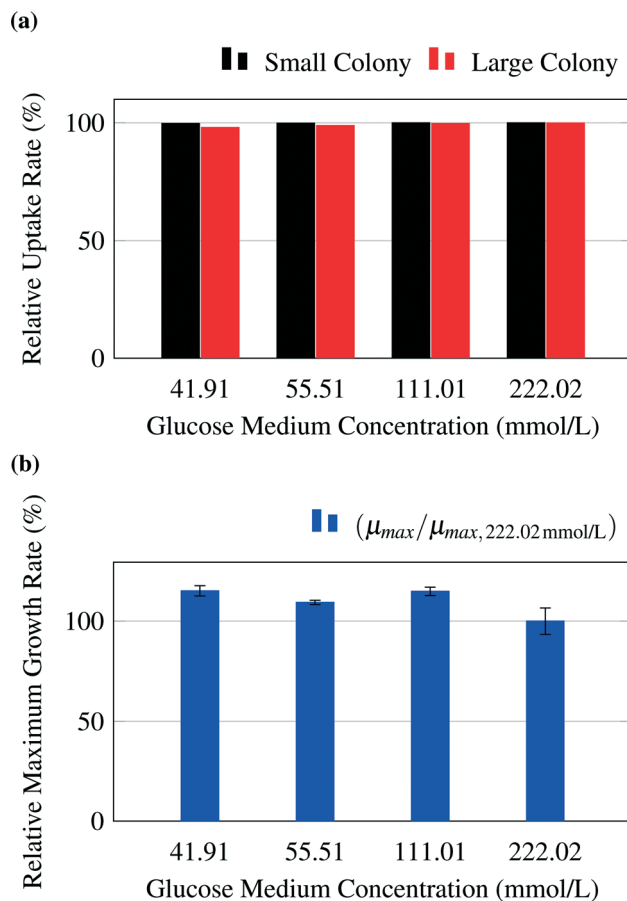 (a)
Small Colony Large Colony
Relative Uptake Rate (%)
100
50
0
41.91 55.51 111.01 222.02
Glucose Medium Concentration (mmol/L)
(b)
(μmax/μmax, 222.02 mmol/L)
Relative Maximum Growth Rate (%)
100
50
0
41.91 55.51 111.01 222.02
Glucose Medium Concentration (mmol/L)